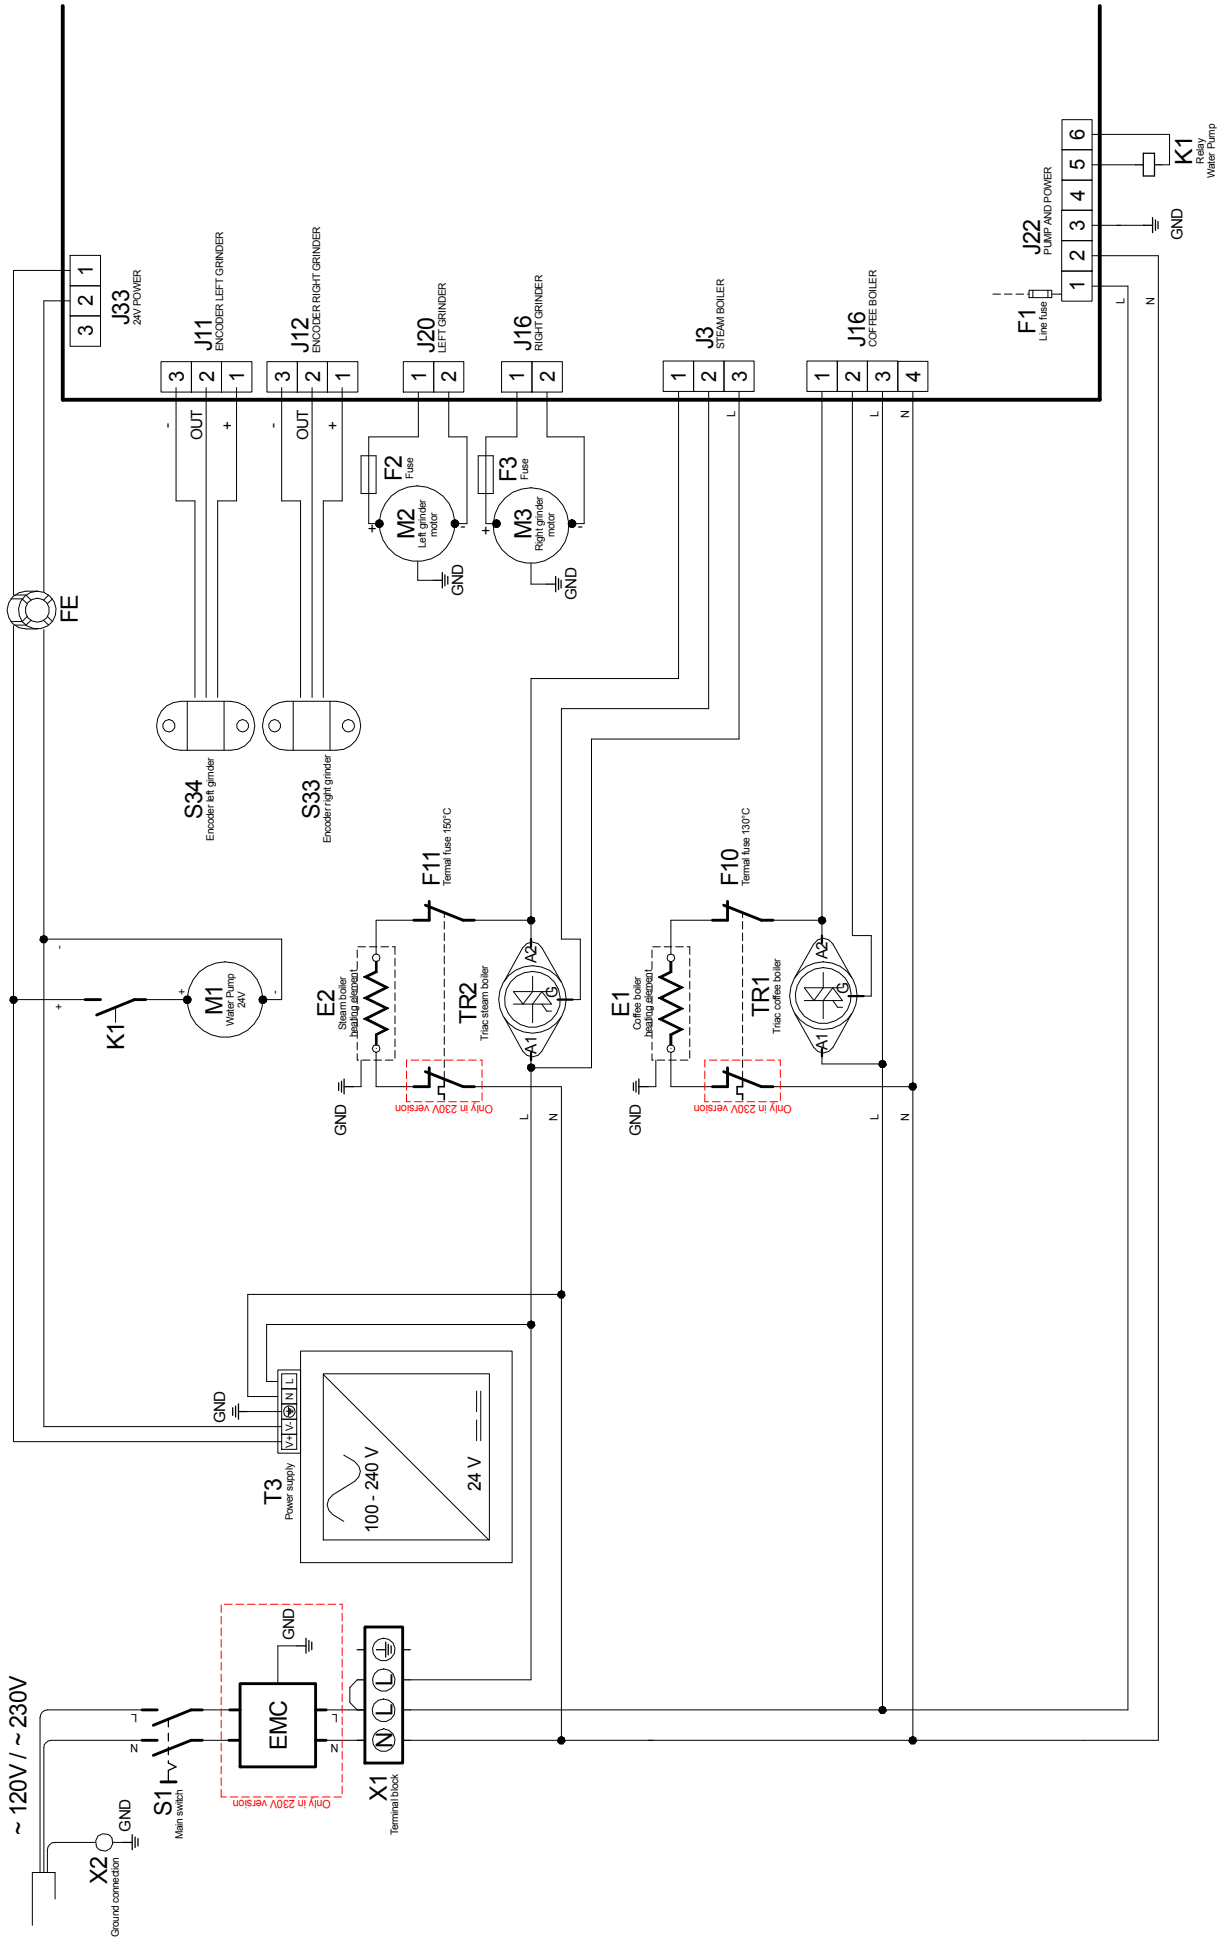 ~ 120V / ~ 230V
X2
Ground connection
GND
S1
Main switch
L
N
EMC
GND
Only in 230V version
L
N
X1
Terminal block
N L L
T3
Power supply
V+ V- N L
GND
100 - 240 V
24 V
K1
+
-
M1
Water Pump
24V
+
-
FE
J33
24V POWER
3 2 1
S34
Encoder left girnder
S33
Encoder right grinder
-
OUT
+
3 2 1
J11
ENCODER LEFT GRINDER
-
OUT
+
3 2 1
J12
ENCODER RIGHT GRINDER
F2
Fuse
M2
Left grinder
motor
+
-
GND
1 2
J20
LEFT GRINDER
F3
Fuse
M3
Right grinder
motor
+
-
GND
1 2
J16
RIGHT GRINDER
E2
Steam boiler
heating element
GND
Only in 230V version
F11
Termal fuse 150°C
TR2
Triac steam boiler
A1 G A2
L
N
1 2 3
L
J3
STEAM BOILER
E1
Coffee boiler
heating element
GND
Only in 230V version
F10
Termal fuse 130°C
TR1
Triac coffee boiler
A1 G A2
L
N
1 2 3 4
L
N
J16
COFFEE BOILER
F1
Line fuse
J22
PUMP AND POWER
1 2 3 4 5 6
L
N
GND
K1
Relay
Water Pump